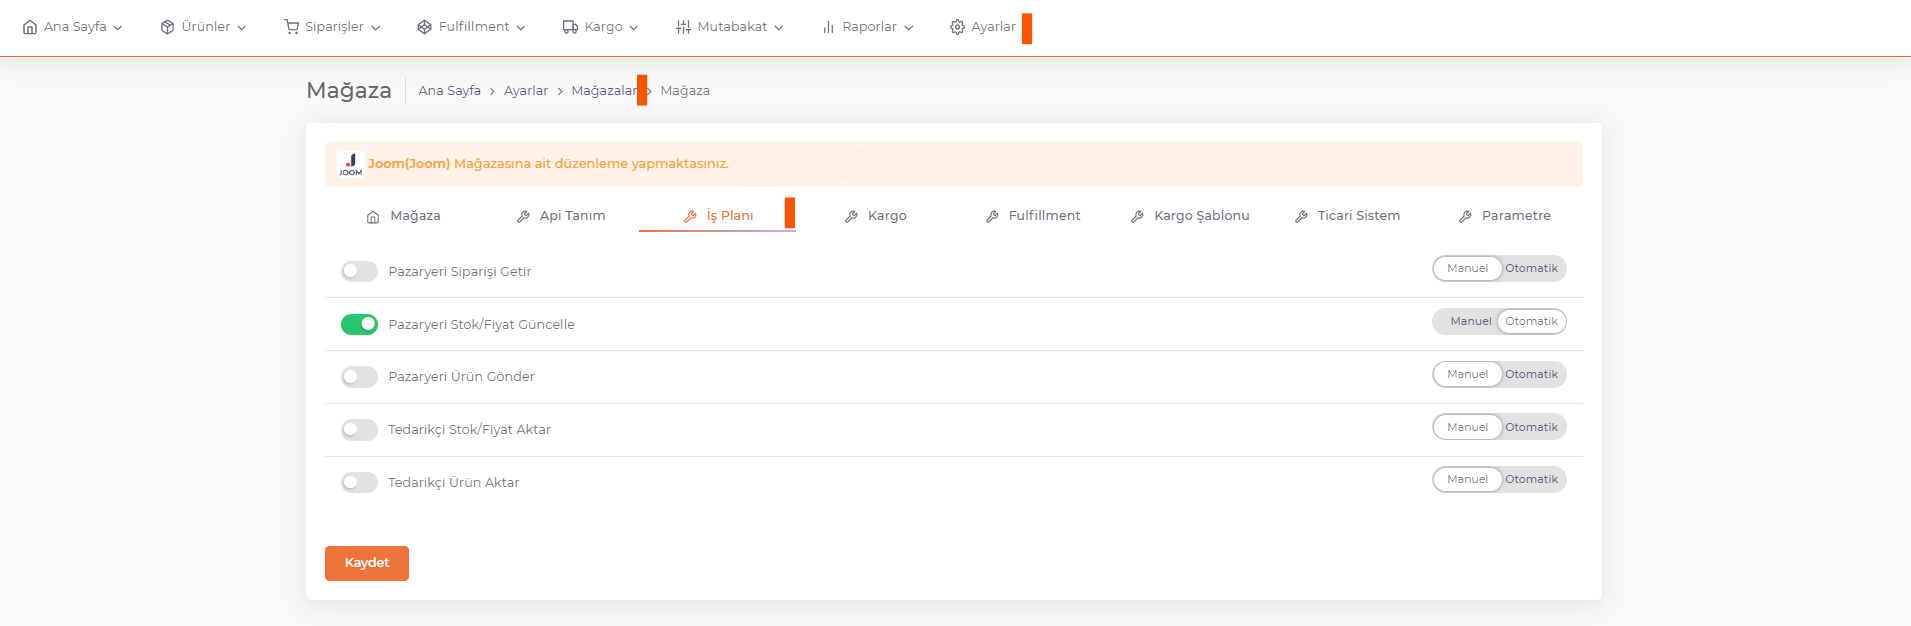 Ana Sayfa Ürünler Siparişler Fulfillment Kargo Mutabakat Raporlar Ayarlar
Mağaza Ana Sayfa > Ayarlar > Mağazalar > Mağaza
JOOM Joom(Joom) Mağazasına ait düzenleme yapmaktasınız.
Mağaza Api Tanım İş Planı Kargo Fulfillment Kargo Şablonu Ticari Sistem Parametre
Pazaryeri Siparişi Getir Manuel Otomatik
Pazaryeri Stok/Fiyat Güncelle Manuel Otomatik
Pazaryeri Ürün Gönder Manuel Otomatik
Tedarikçi Stok/Fiyat Aktar Manuel Otomatik
Tedarikçi Ürün Aktar Manuel Otomatik
Kaydet